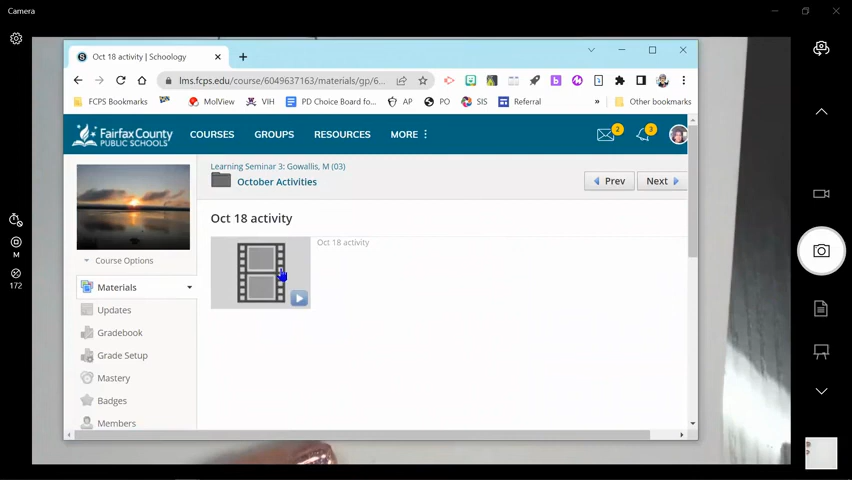 Camera
Oct 18 activity | Schoology
lms.fcps.edu/course/6049637163/materials/gp/6...
FCPS Bookmarks
MolView
VIH
PD Choice Board for...
AP
PO
SIS
Referral
»
Other bookmarks
Fairfax County
PUBLIC SCHOOLS
COURSES
GROUPS
RESOURCES
MORE
2
3
Learning Seminar 3: Gowallis, M (03)
October Activities
Prev
Next
Oct 18 activity
Oct 18 activity
Course Options
Materials
Updates
Gradebook
Grade Setup
Mastery
Badges
Members
M
172